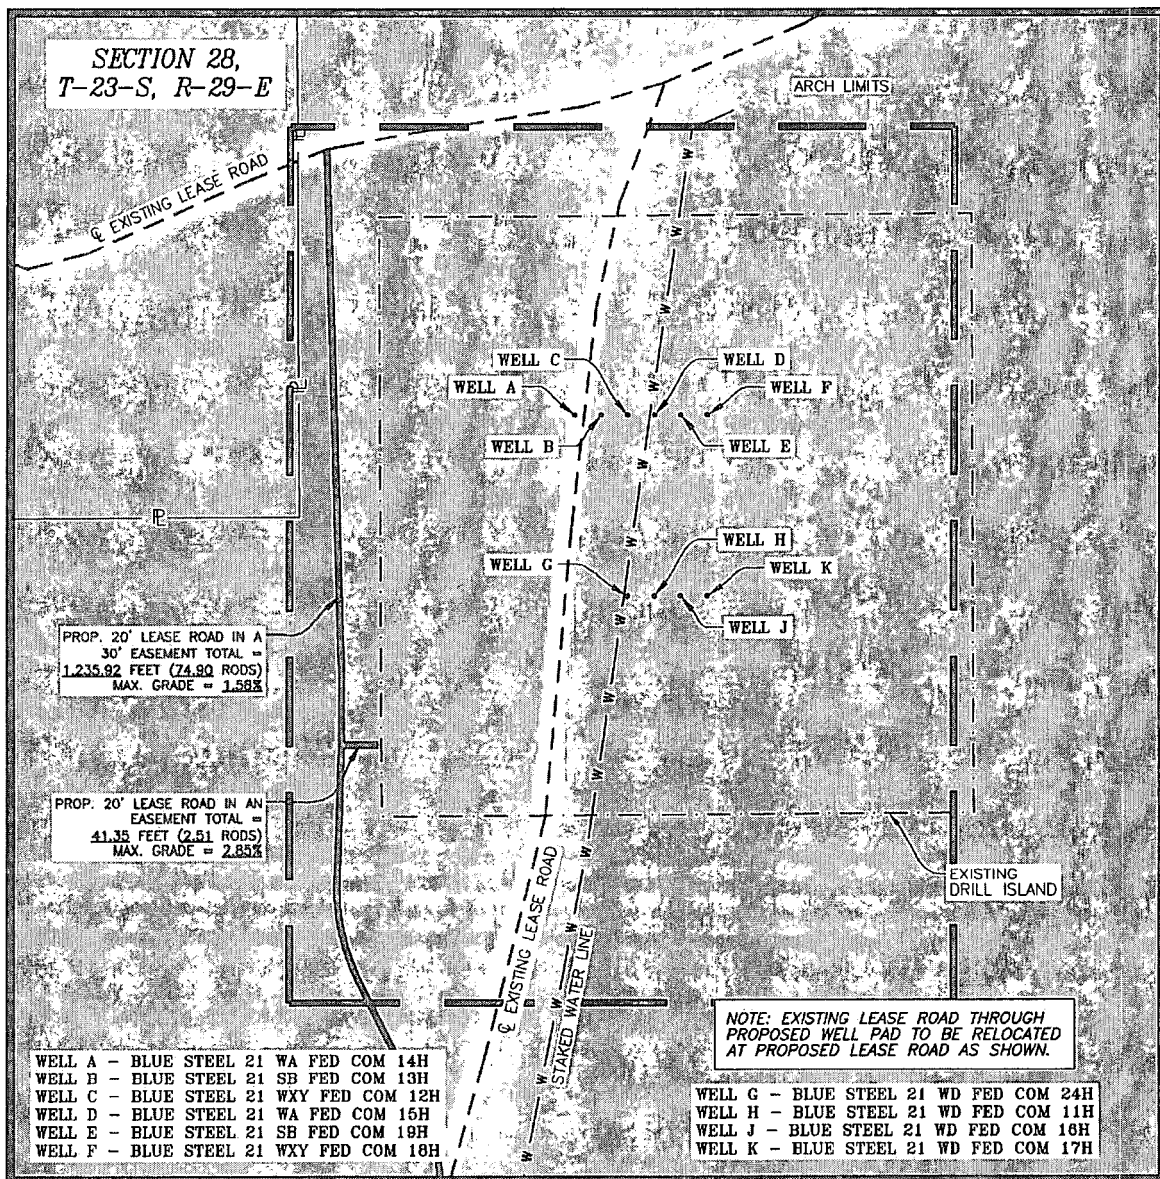 SECTION 28,
T-23-S, R-29-E
ARCH LIMITS
℄ EXISTING LEASE ROAD
WELL C
WELL D
WELL A
WELL F
WELL B
WELL E
WELL H
WELL G
WELL K
WELL J
PROP. 20' LEASE ROAD IN A
30' EASEMENT TOTAL =
1,235.92 FEET (74.90 RODS)
MAX. GRADE = 1.58%
PROP. 20' LEASE ROAD IN AN
EASEMENT TOTAL =
41.35 FEET (2.51 RODS)
MAX. GRADE = 2.85%
EXISTING
DRILL ISLAND
℄ EXISTING LEASE ROAD
STAKED WATER LINE
NOTE: EXISTING LEASE ROAD THROUGH
PROPOSED WELL PAD TO BE RELOCATED
AT PROPOSED LEASE ROAD AS SHOWN.
WELL A - BLUE STEEL 21 WA FED COM 14H
WELL B - BLUE STEEL 21 SB FED COM 13H
WELL C - BLUE STEEL 21 WXY FED COM 12H
WELL D - BLUE STEEL 21 WA FED COM 15H
WELL E - BLUE STEEL 21 SB FED COM 19H
WELL F - BLUE STEEL 21 WXY FED COM 18H
WELL G - BLUE STEEL 21 WD FED COM 24H
WELL H - BLUE STEEL 21 WD FED COM 11H
WELL J - BLUE STEEL 21 WD FED COM 16H
WELL K - BLUE STEEL 21 WD FED COM 17H